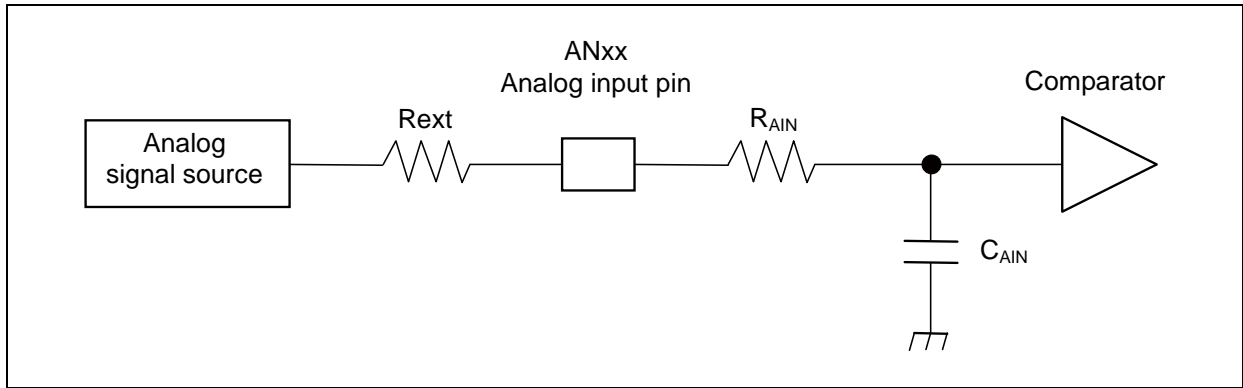 ANxx
Analog input pin
Comparator
Rext
RAIN
Analog
signal source
CAIN